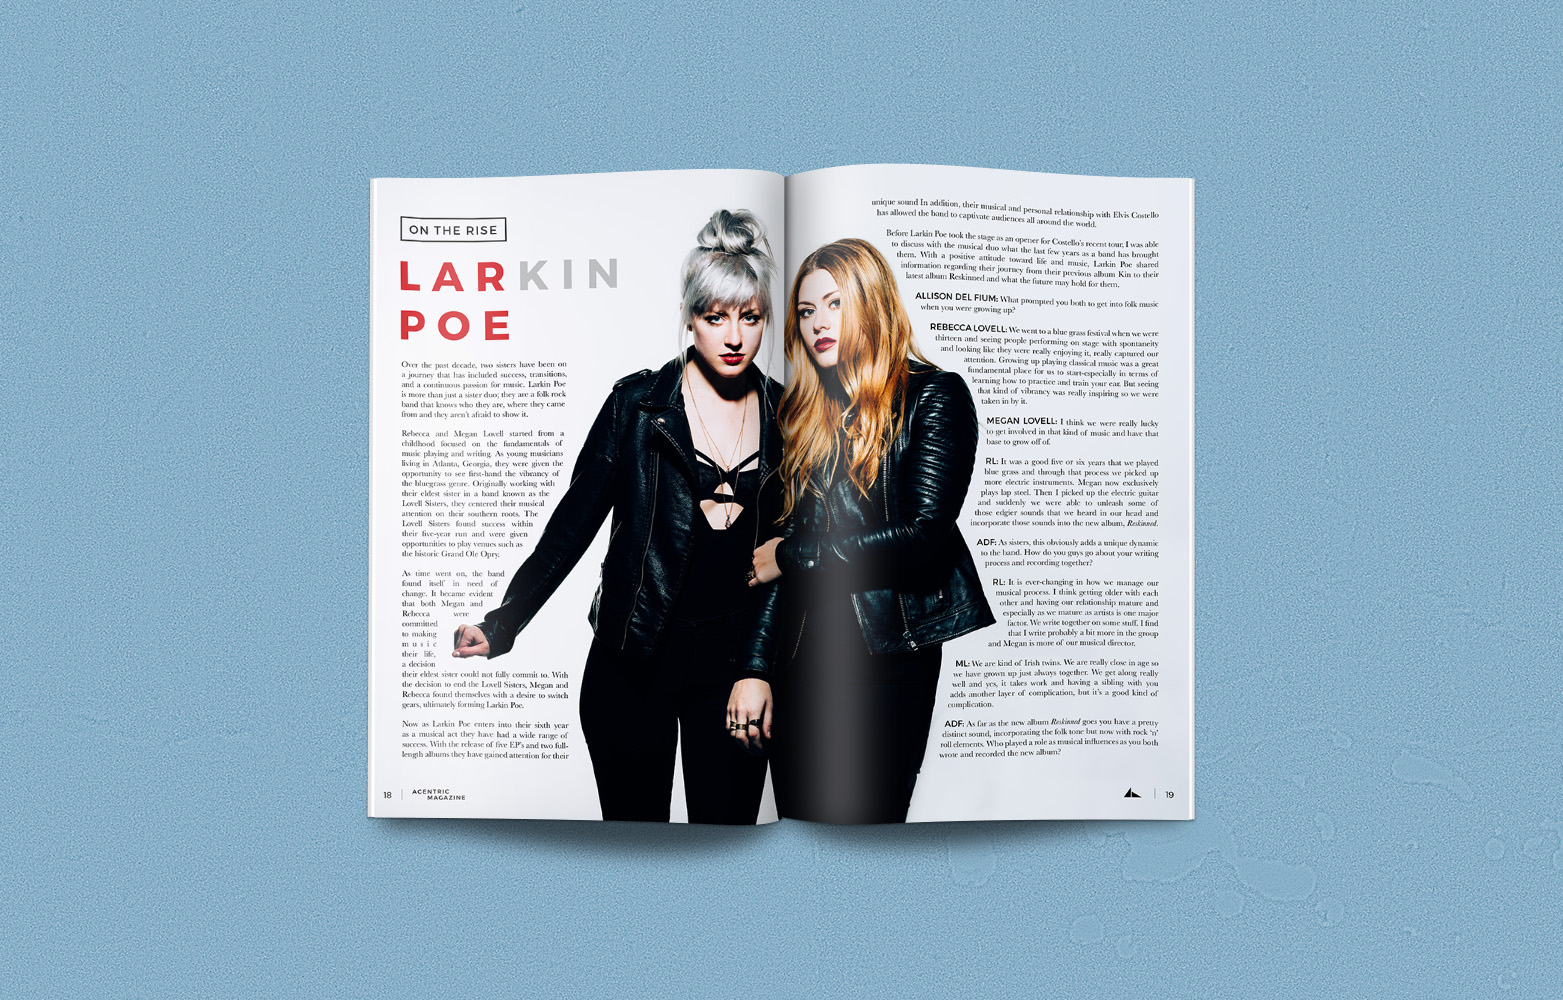 ON THE RISE
LARKIN
POE
Over the past decade, two sisters have been on
a journey that has included success, transitions,
and a continuous passion for music. Larkin Poe
is more than just a sister duo; they are a folk rock
band that knows who they are, where they came
from and they aren't afraid to show it.
Rebecca and Megan Lovell started from a
childhood focused on the fundamentals of
music playing and writing. As young musicians
living in Atlanta, Georgia, they were given the
opportunity to see first-hand the vibrancy of
the bluegrass genre. Originally working with
their eldest sister in a band known as the
Lovell Sisters, they centered their musical
attention on their southern roots. The
Lovell Sisters found success within
their five-year run and were given
opportunities to play venues such as
the historic Grand Ole Opry.
As time went on, the band
found itself in need of
change. It became evident
that both Megan and
Rebecca were
committed
to making
music
their life,
a decision
their eldest sister could not fully commit to. With
the decision to end the Lovell Sisters, Megan and
Rebecca found themselves with a desire to switch
gears, ultimately forming Larkin Poe.
Now as Larkin Poe enters into their sixth year
as a musical act they have had a wide range of
success. With the release of five EP's and two full-
length albums they have gained attention for their
18 | ACENTRIC
MAGAZINE
unique sound In addition, their musical and personal relationship with Elvis Costello
has allowed the band to captivate audiences all around the world.
Before Larkin Poe took the stage as an opener for Costello's recent tour, I was able
to discuss with the musical duo what the last few years as a band has brought
them. With a positive attitude toward life and music, Larkin Poe shared
information regarding their journey from their previous album Kin to their
latest album Reskinned and what the future may hold for them.
ALLISON DEL FIUM: What prompted you both to get into folk music
when you were growing up?
REBECCA LOVELL: We went to a blue grass festival when we were
thirteen and seeing people performing on stage with spontaneity
and looking like they were really enjoying it, really captured our
attention. Growing up playing classical music was a great
fundamental place for us to start-especially in terms of
learning how to practice and train your ear. But seeing
that kind of vibrancy was really inspiring so we were
taken in by it.
MEGAN LOVELL: I think we were really lucky
to get involved in that kind of music and have that
base to grow off of.
RL: It was a good five or six years that we played
blue grass and through that process we picked up
more electric instruments. Megan now exclusively
plays lap steel. Then I picked up the electric guitar
and suddenly we were able to unleash some of
those edgier sounds that we heard in our head and
incorporate those sounds into the new album, Reskinned.
ADF: As sisters, this obviously adds a unique dynamic
to the band. How do you guys go about your writing
process and recording together?
RL: It is ever-changing in how we manage our
musical process. I think getting older with each
other and having our relationship mature and
especially as we mature as artists is one major
factor. We write together on some stuff. I find
that I write probably a bit more in the group
and Megan is more of our musical director.
ML: We are kind of Irish twins. We are really close in age so
we have grown up just always together. We get along really
well and yes, it takes work and having a sibling with you
adds another layer of complication, but it's a good kind of
complication.
ADF: As far as the new album Reskinned goes you have a pretty
distinct sound, incorporating the folk tone but now with rock 'n'
roll elements. Who played a role as musical influences as you both
wrote and recorded the new album?
| 19